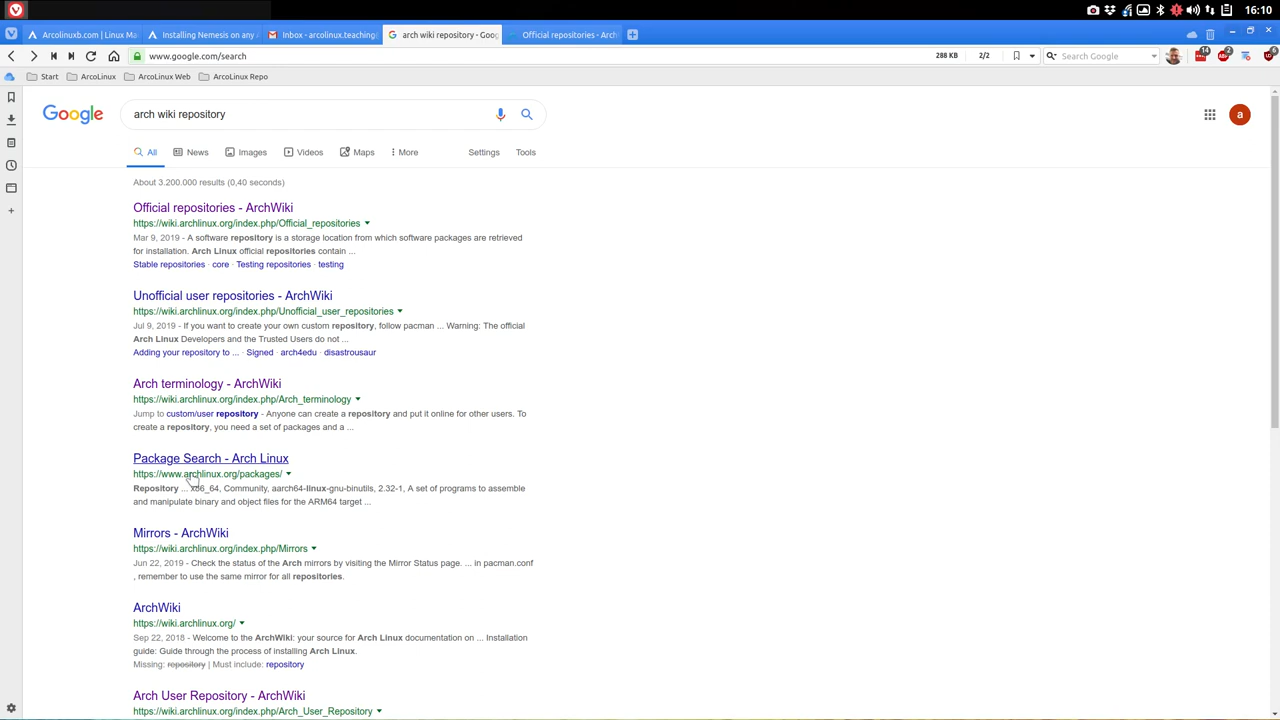 16:10
Arcolinuxb.com | Linux Ma
Installing Nemesis on any A
Inbox - arcolinux.teaching
arch wiki repository - Goog
Official repositories - Arch
www.google.com/search
288 KB
2/2
Search Google
14
2
6
Start
ArcoLinux
ArcoLinux Web
ArcoLinux Repo
Google
arch wiki repository
a
All
News
Images
Videos
Maps
More
Settings
Tools
About 3.200.000 results (0,40 seconds)
Official repositories - ArchWiki
https://wiki.archlinux.org/index.php/Official_repositories
Mar 9, 2019 - A software repository is a storage location from which software packages are retrieved
for installation. Arch Linux official repositories contain ...
Stable repositories · core · Testing repositories · testing
Unofficial user repositories - ArchWiki
https://wiki.archlinux.org/index.php/Unofficial_user_repositories
Jul 9, 2019 - If you want to create your own custom repository, follow pacman ... Warning: The official
Arch Linux Developers and the Trusted Users do not ...
Adding your repository to ... · Signed · arch4edu · disastrousaur
Arch terminology - ArchWiki
https://wiki.archlinux.org/index.php/Arch_terminology
Jump to custom/user repository - Anyone can create a repository and put it online for other users. To
create a repository, you need a set of packages and a ...
Package Search - Arch Linux
https://www.archlinux.org/packages/
Repository ... x86_64, Community, aarch64-linux-gnu-binutils, 2.32-1, A set of programs to assemble
and manipulate binary and object files for the ARM64 target ...
Mirrors - ArchWiki
https://wiki.archlinux.org/index.php/Mirrors
Jun 22, 2019 - Check the status of the Arch mirrors by visiting the Mirror Status page. ... in pacman.conf
, remember to use the same mirror for all repositories.
ArchWiki
https://wiki.archlinux.org/
Sep 22, 2018 - Welcome to the ArchWiki: your source for Arch Linux documentation on ... Installation
guide: Guide through the process of installing Arch Linux.
Missing: repository | Must include: repository
Arch User Repository - ArchWiki
https://wiki.archlinux.org/index.php/Arch_User_Repository